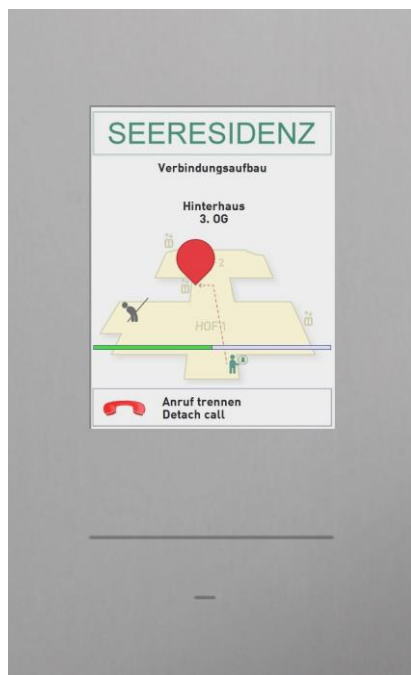 SEERESIDENZ
Verbindungsaufbau
Hinterhaus
3. OG
2
HOF 1
Anruf trennen
Detach call